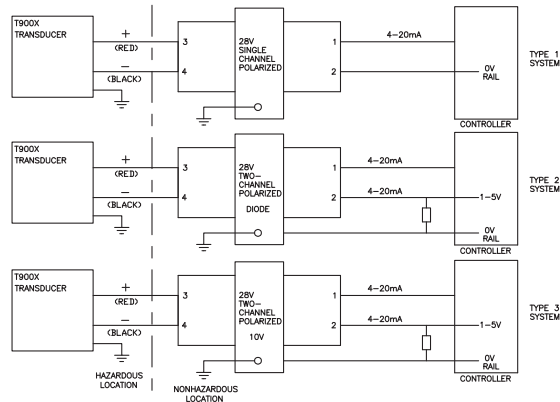 T900X
TRANSDUCER
+
(RED)
−
(BLACK)
3
4
28V
SINGLE
CHANNEL
POLARIZED
1
2
4−20mA
0V
RAIL
CONTROLLER
TYPE 1
SYSTEM
T900X
TRANSDUCER
+
(RED)
−
(BLACK)
3
4
28V
TWO−
CHANNEL
POLARIZED
DIODE
1
2
4−20mA
4−20mA
1−5V
0V
RAIL
CONTROLLER
TYPE 2
SYSTEM
T900X
TRANSDUCER
+
(RED)
−
(BLACK)
3
4
28V
TWO−
CHANNEL
POLARIZED
10V
1
2
4−20mA
4−20mA
1−5V
0V
RAIL
CONTROLLER
TYPE 3
SYSTEM
HAZARDOUS
LOCATION
NONHAZARDOUS
LOCATION